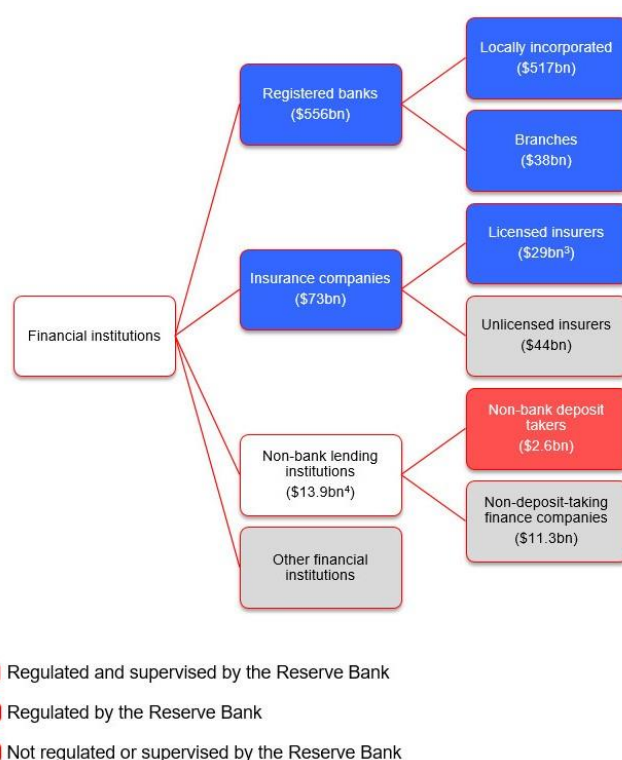 Financial institutions
Registered banks
($556bn)
Locally incorporated
($517bn)
Branches
($38bn)
Insurance companies
($73bn)
Licensed insurers
($29bn³)
Unlicensed insurers
($44bn)
Non-bank lending
institutions
($13.9bn⁴)
Non-bank deposit
takers
($2.6bn)
Non-deposit-taking
finance companies
($11.3bn)
Other financial
institutions
Regulated and supervised by the Reserve Bank
Regulated by the Reserve Bank
Not regulated or supervised by the Reserve Bank